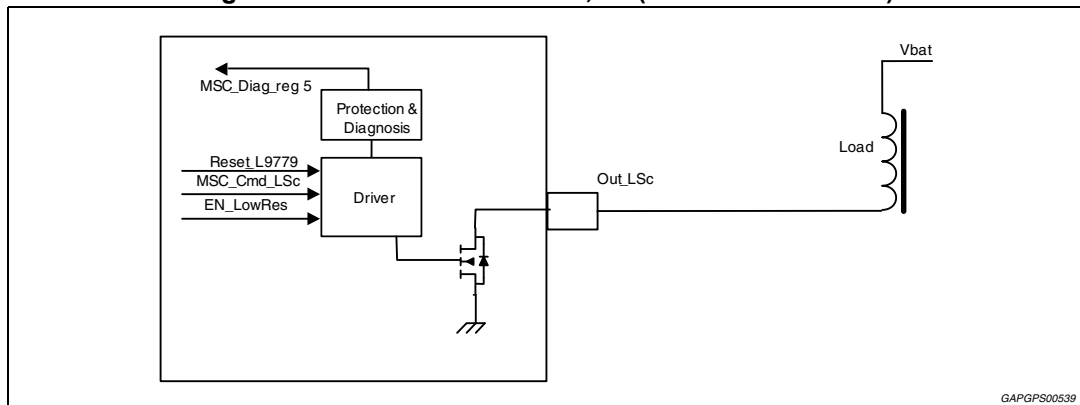 Vbat
MSC_Diag_reg 5
Protection &
Diagnosis
Load
Reset_L9779
MSC_Cmd_LSc
EN_LowRes
Driver
Out_LSc
GAPGPS00539